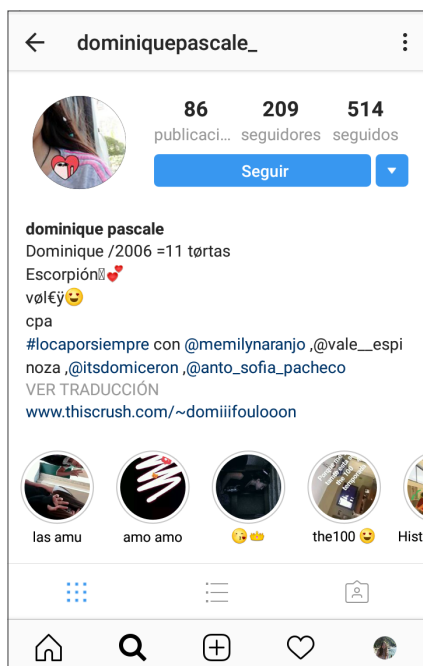 dominiquepascale_
86 209 514
publicaci... seguidores seguidos
Seguir
dominique pascale
Dominique /2006 =11 tørtas
Escorpión💕
vøl€ÿ😃
cpa
#locaporsiempre con @memilynaranjo ,@vale__espi
noza ,@itsdomiceron ,@anto_sofia_pacheco
VER TRADUCCIÓN
www.thiscrush.com/~domiiifoulooon
las amu amo amo 😘👑 the100 😃 Hist